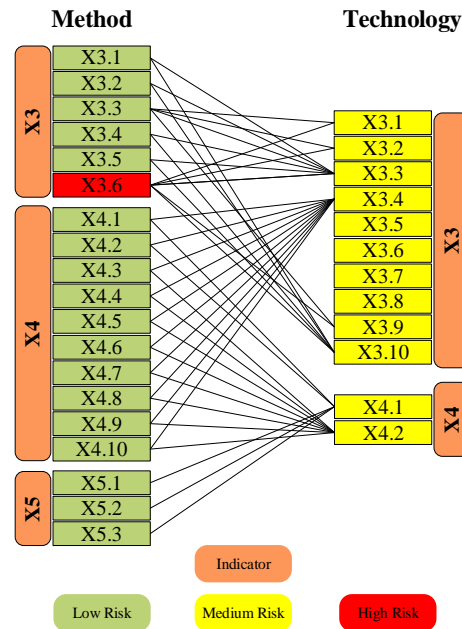 Method
Technology
X3
X3.1
X3.2
X3.3
X3.4
X3.5
X3.6
X4
X4.1
X4.2
X4.3
X4.4
X4.5
X4.6
X4.7
X4.8
X4.9
X4.10
X5
X5.1
X5.2
X5.3
X3.1
X3.2
X3.3
X3.4
X3.5
X3.6
X3.7
X3.8
X3.9
X3.10
X3
X4.1
X4.2
X4
Indicator
Low Risk
Medium Risk
High Risk